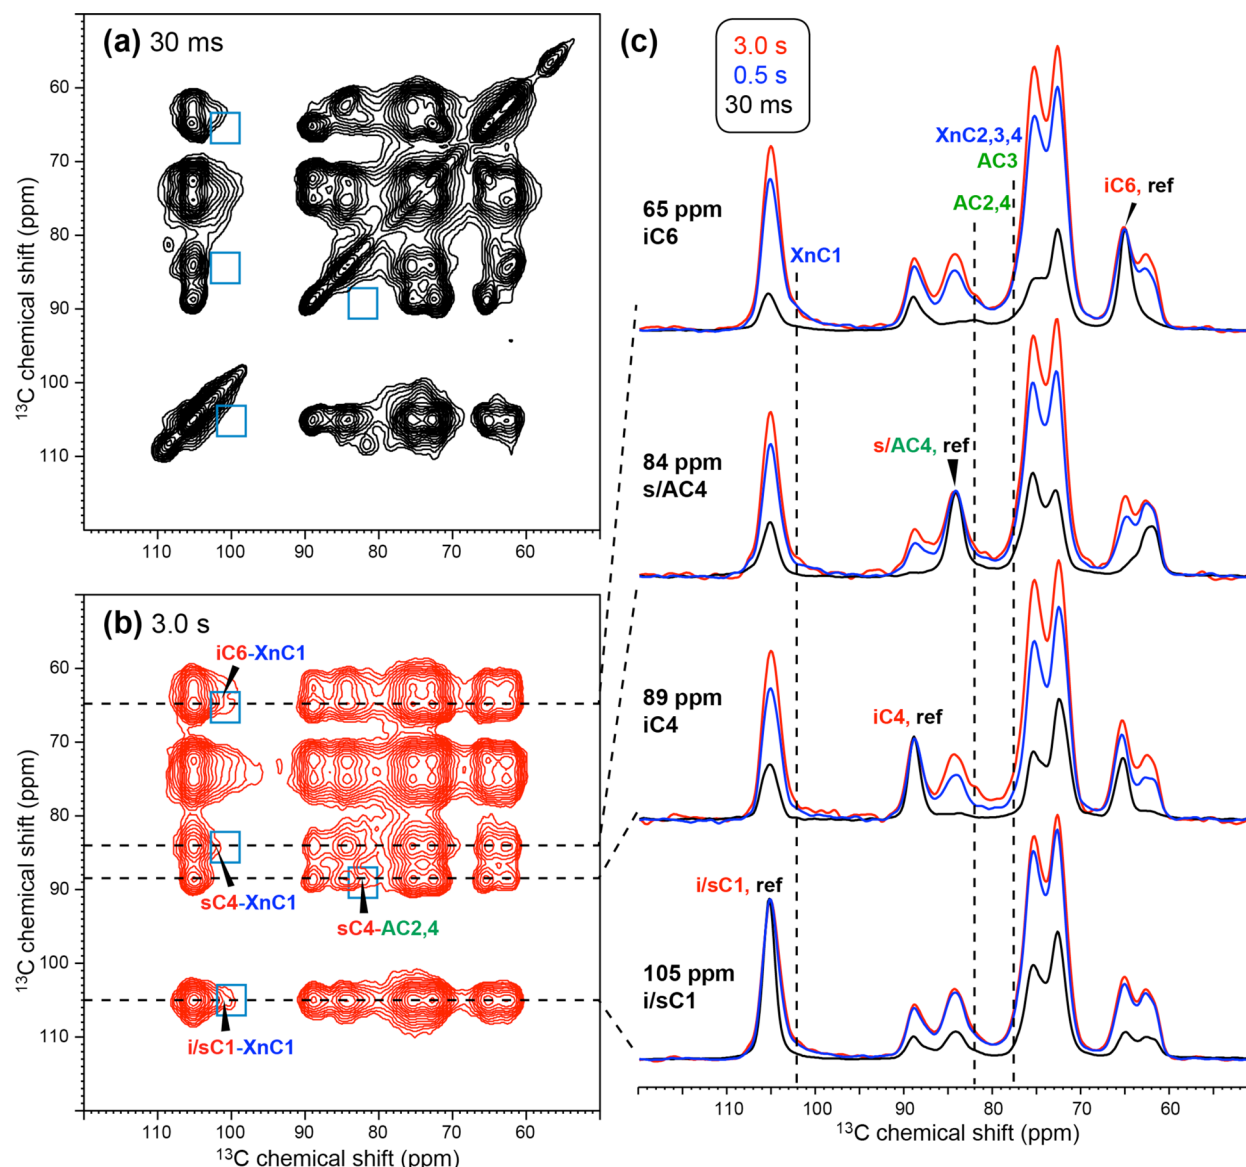 (a) 30 ms
60
70
80
90
100
110
13C chemical shift (ppm)
110 100 90 80 70 60
(b) 3.0 s
iC6-XnC1
sC4-XnC1
sC4-AC2,4
i/sC1-XnC1
60
70
80
90
100
110
13C chemical shift (ppm)
110 100 90 80 70 60
13C chemical shift (ppm)
(c)
3.0 s
0.5 s
30 ms
XnC2,3,4
AC3
AC2,4
XnC1
iC6, ref
65 ppm
iC6
s/AC4, ref
84 ppm
s/AC4
iC4, ref
89 ppm
iC4
i/sC1, ref
105 ppm
i/sC1
110 100 90 80 70 60
13C chemical shift (ppm)